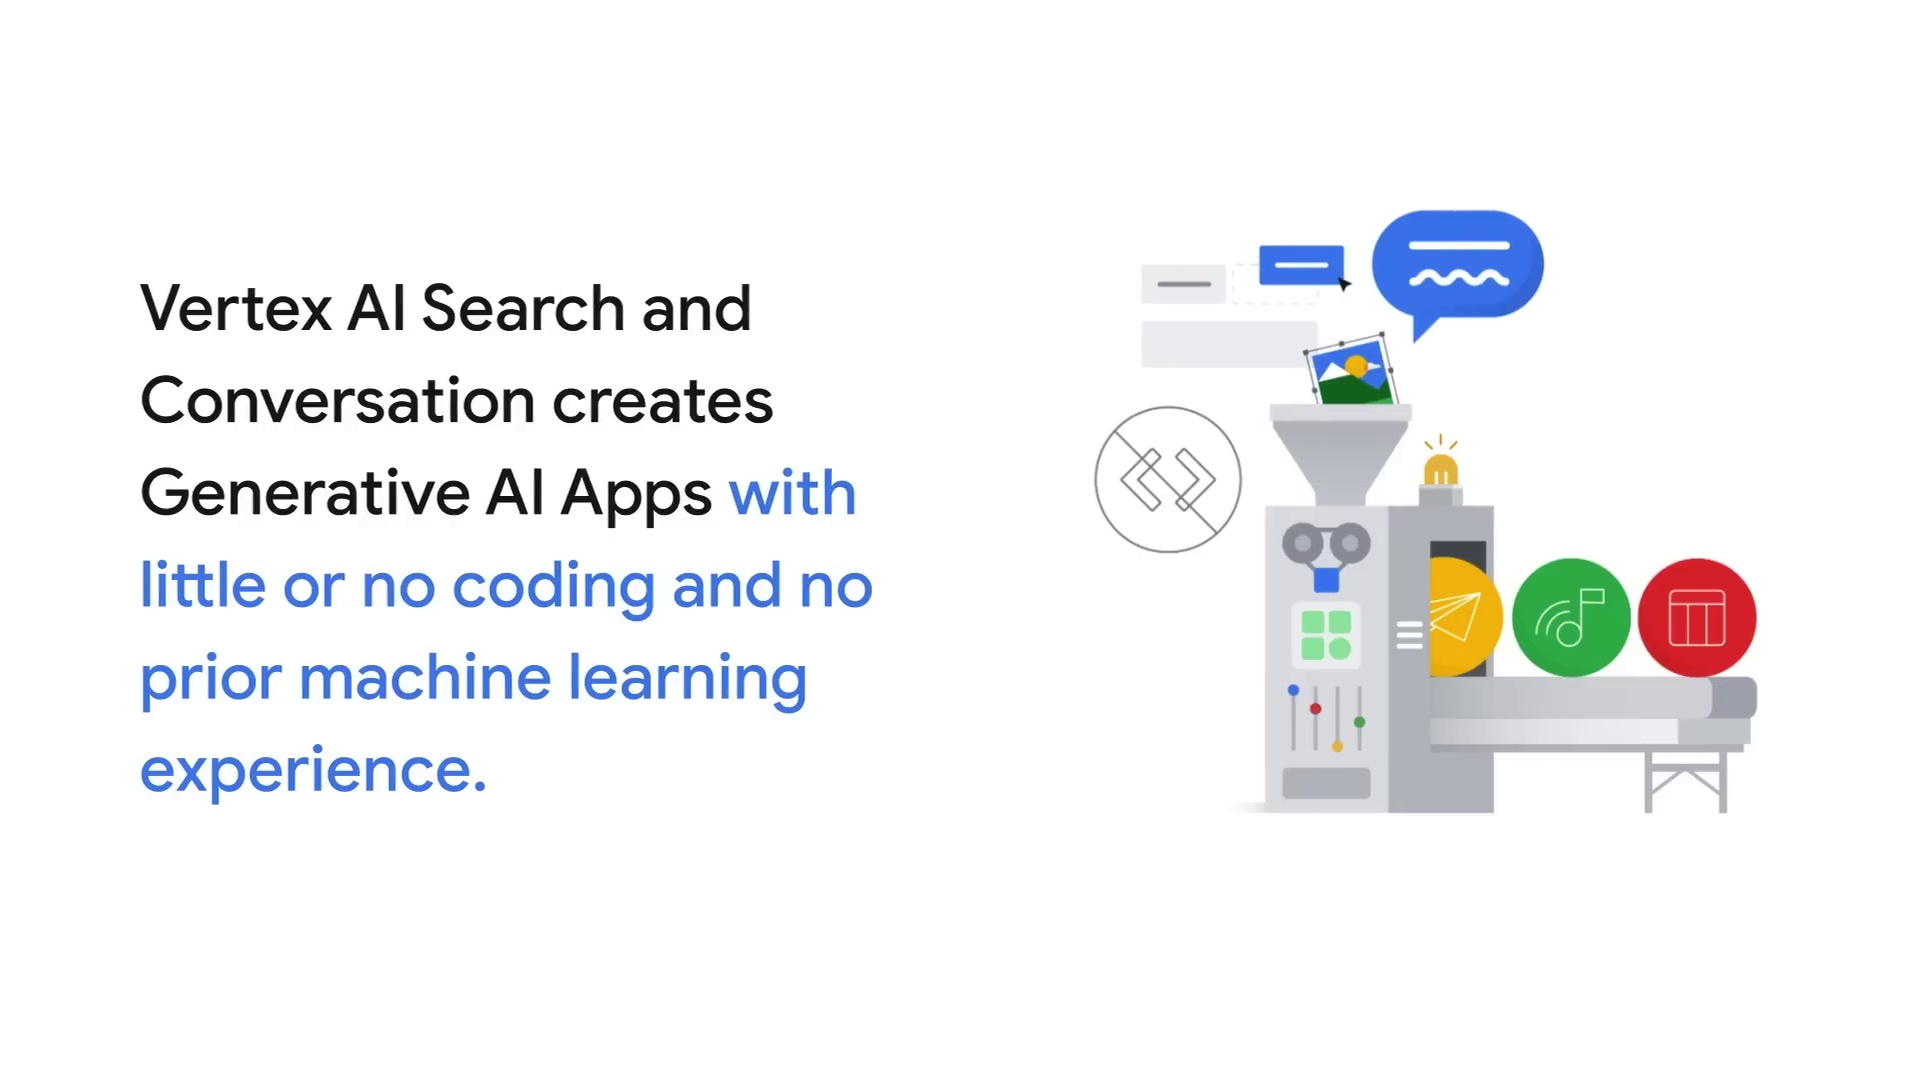 Vertex AI Search and
Conversation creates
Generative AI Apps with
little or no coding and no
prior machine learning
experience.